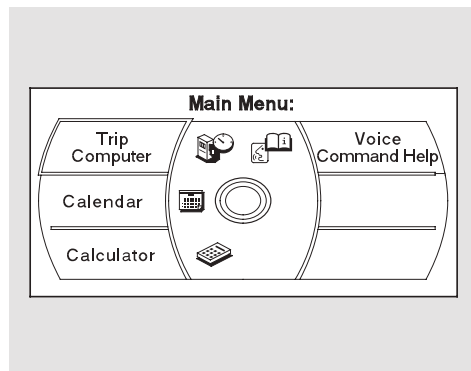 Main Menu:
Trip
Computer
Calendar
Calculator
Voice
Command Help